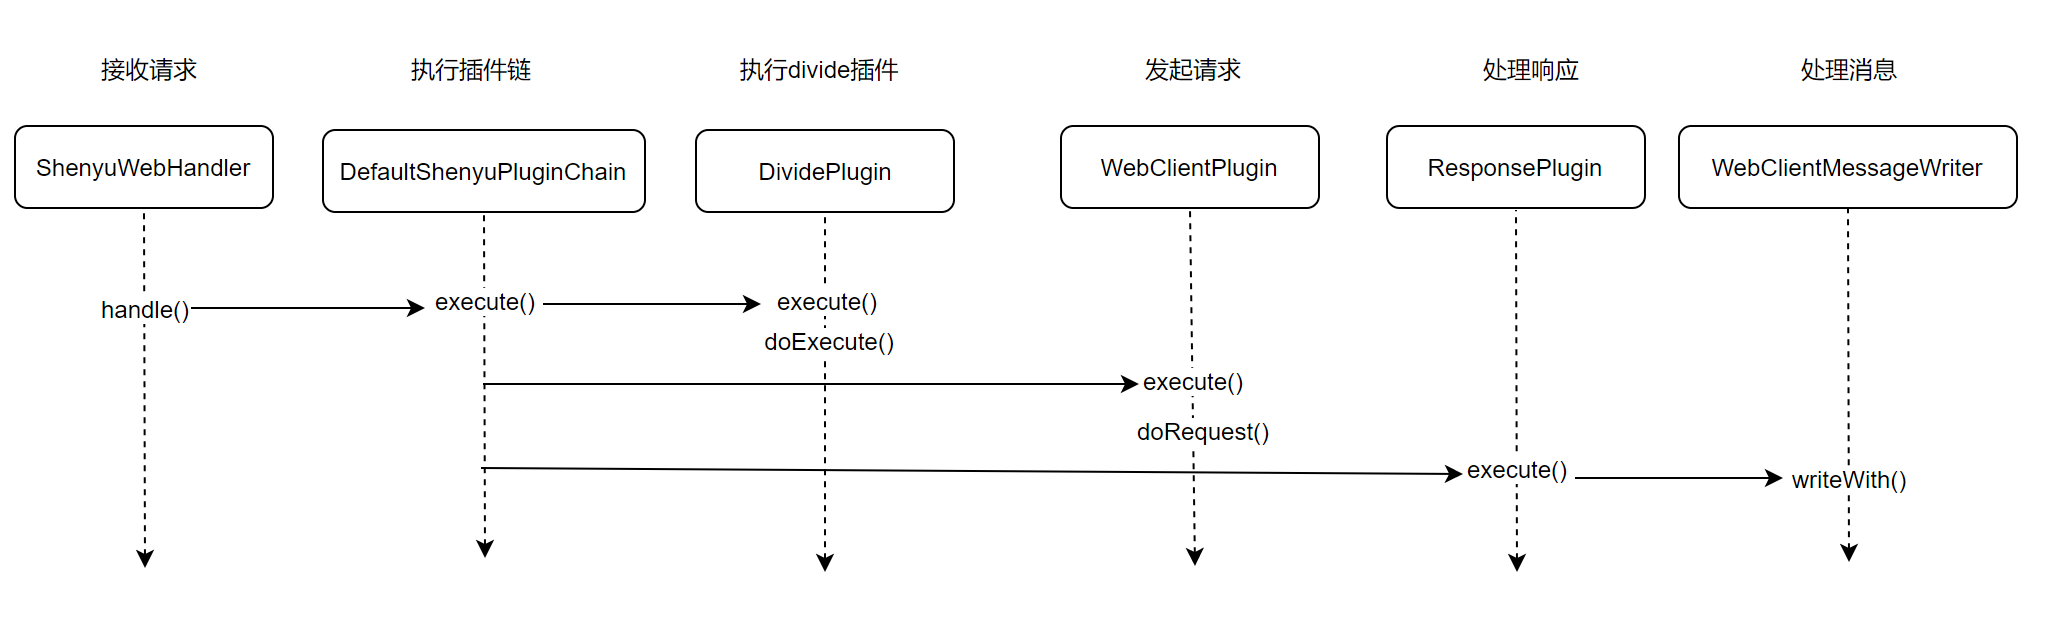 接收请求
执行插件链
执行divide插件
发起请求
处理响应
处理消息
ShenyuWebHandler
DefaultShenyuPluginChain
DividePlugin
WebClientPlugin
ResponsePlugin
WebClientMessageWriter
handle()
execute()
execute()
doExecute()
execute()
doRequest()
execute()
writeWith()